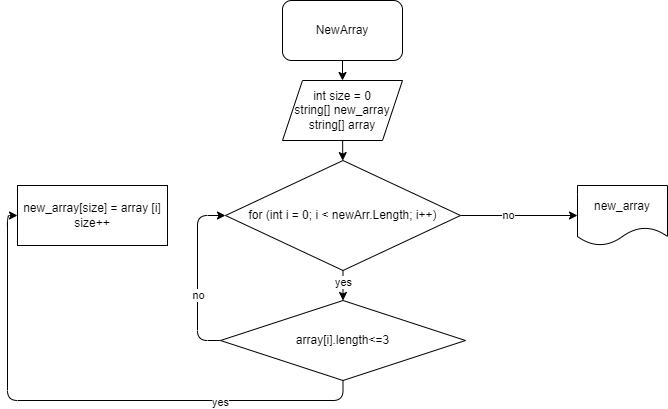 NewArray
int size = 0
string[] new_array
string[] array
new_array[size] = array [i]
size++
for (int i = 0; i < newArr.Length; i++)
no
new_array
yes
no
array[i].length<=3
yes